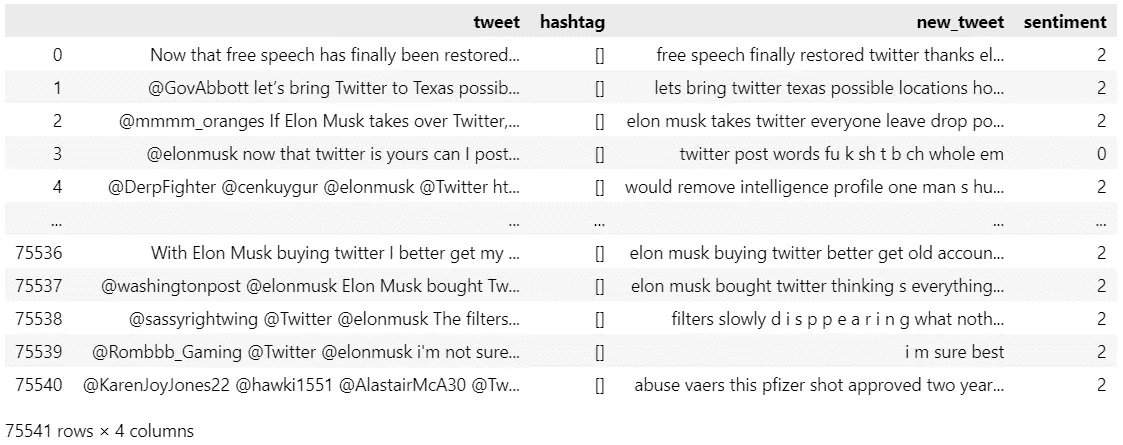 tweet hashtag new_tweet sentiment
0 Now that free speech has finally been restored... [] free speech finally restored twitter thanks el... 2
1 @GovAbbott let's bring Twitter to Texas possib... [] lets bring twitter texas possible locations ho... 2
2 @mmmm_oranges If Elon Musk takes over Twitter,... [] elon musk takes twitter everyone leave drop po... 2
3 @elonmusk now that twitter is yours can I post... [] twitter post words fu k sh t b ch whole em 0
4 @DerpFighter @cenkuygur @elonmusk @Twitter ht... [] would remove intelligence profile one man s hu... 2
... ... ... ... ...
75536 With Elon Musk buying twitter I better get my ... [] elon musk buying twitter better get old accoun... 2
75537 @washingtonpost @elonmusk Elon Musk bought Tw... [] elon musk bought twitter thinking s everything... 2
75538 @sassyrightwing @Twitter @elonmusk The filters... [] filters slowly d i s p p e a r i n g what noth... 2
75539 @Rombbb_Gaming @Twitter @elonmusk i'm not sure... [] i m sure best 2
75540 @KarenJoyJones22 @hawki1551 @AlastairMcA30 @Tw... [] abuse vaers this pfizer shot approved two year... 2
75541 rows × 4 columns